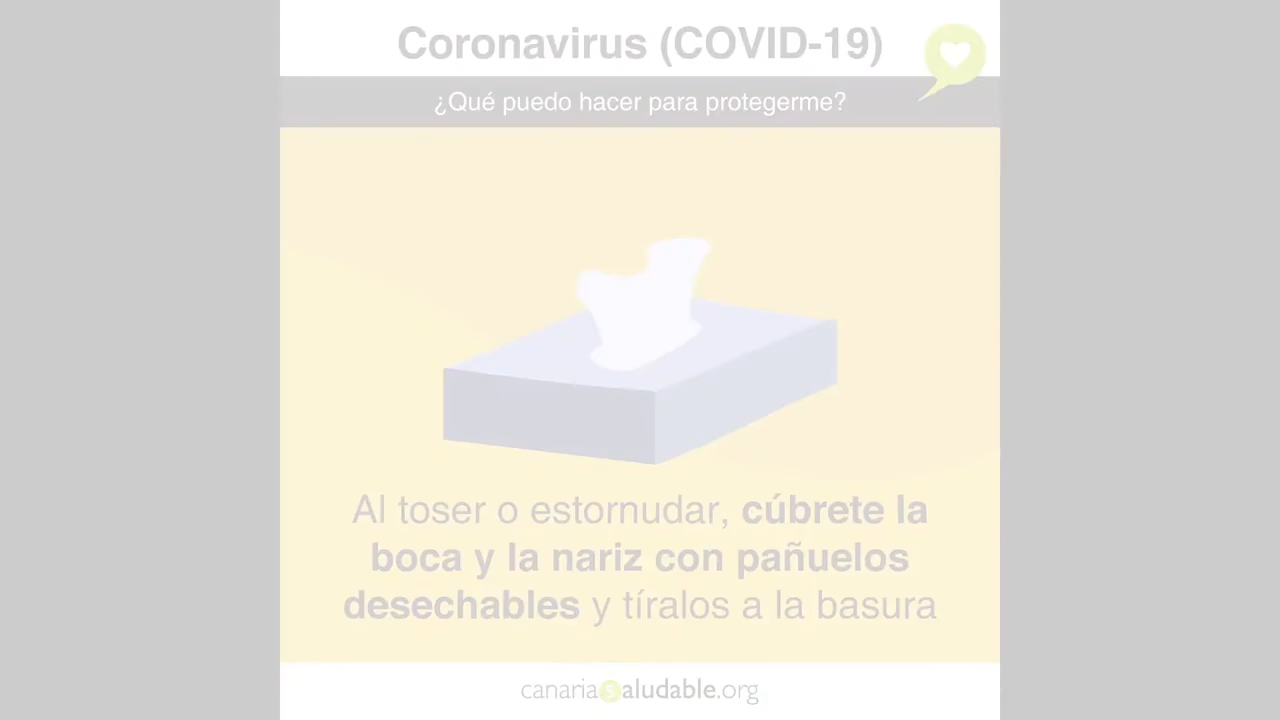 Coronavirus (COVID-19)
¿Qué puedo hacer para protegerme?
Al toser o estornudar, cúbrete la
boca y la nariz con pañuelos
desechables y tíralos a la basura
canariasaludable.org